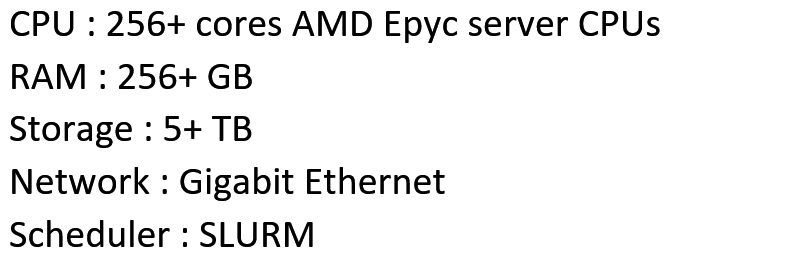 CPU : 256+ cores AMD Epyc server CPUs
RAM : 256+ GB
Storage : 5+ TB
Network : Gigabit Ethernet
Scheduler : SLURM